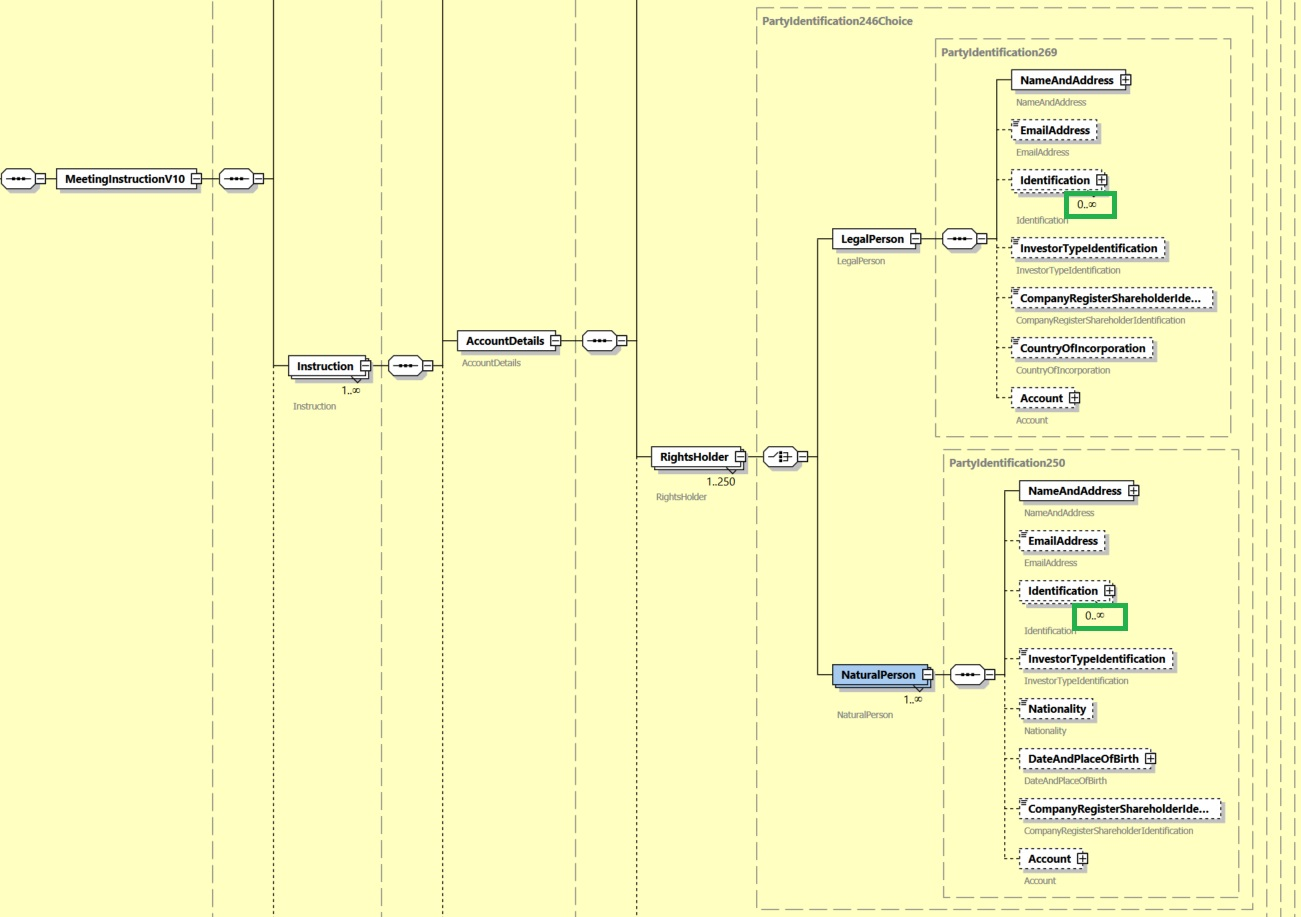 PartyIdentification246Choice
PartyIdentification269
NameAndAddress
NameAndAddress
EmailAddress
EmailAddress
MeetingInstructionV10
Identification
0..∞
Identification
LegalPerson
LegalPerson
InvestorTypeIdentification
InvestorTypeIdentification
CompanyRegisterShareholderIde...
CompanyRegisterShareholderIdentification
AccountDetails
AccountDetails
CountryOfIncorporation
CountryOfIncorporation
Instruction
1..∞
Instruction
Account
Account
RightsHolder
1..250
RightsHolder
PartyIdentification250
NameAndAddress
NameAndAddress
EmailAddress
EmailAddress
Identification
0..∞
Identification
InvestorTypeIdentification
InvestorTypeIdentification
NaturalPerson
1..∞
NaturalPerson
Nationality
Nationality
DateAndPlaceOfBirth
DateAndPlaceOfBirth
CompanyRegisterShareholderIde...
CompanyRegisterShareholderIdentification
Account
Account